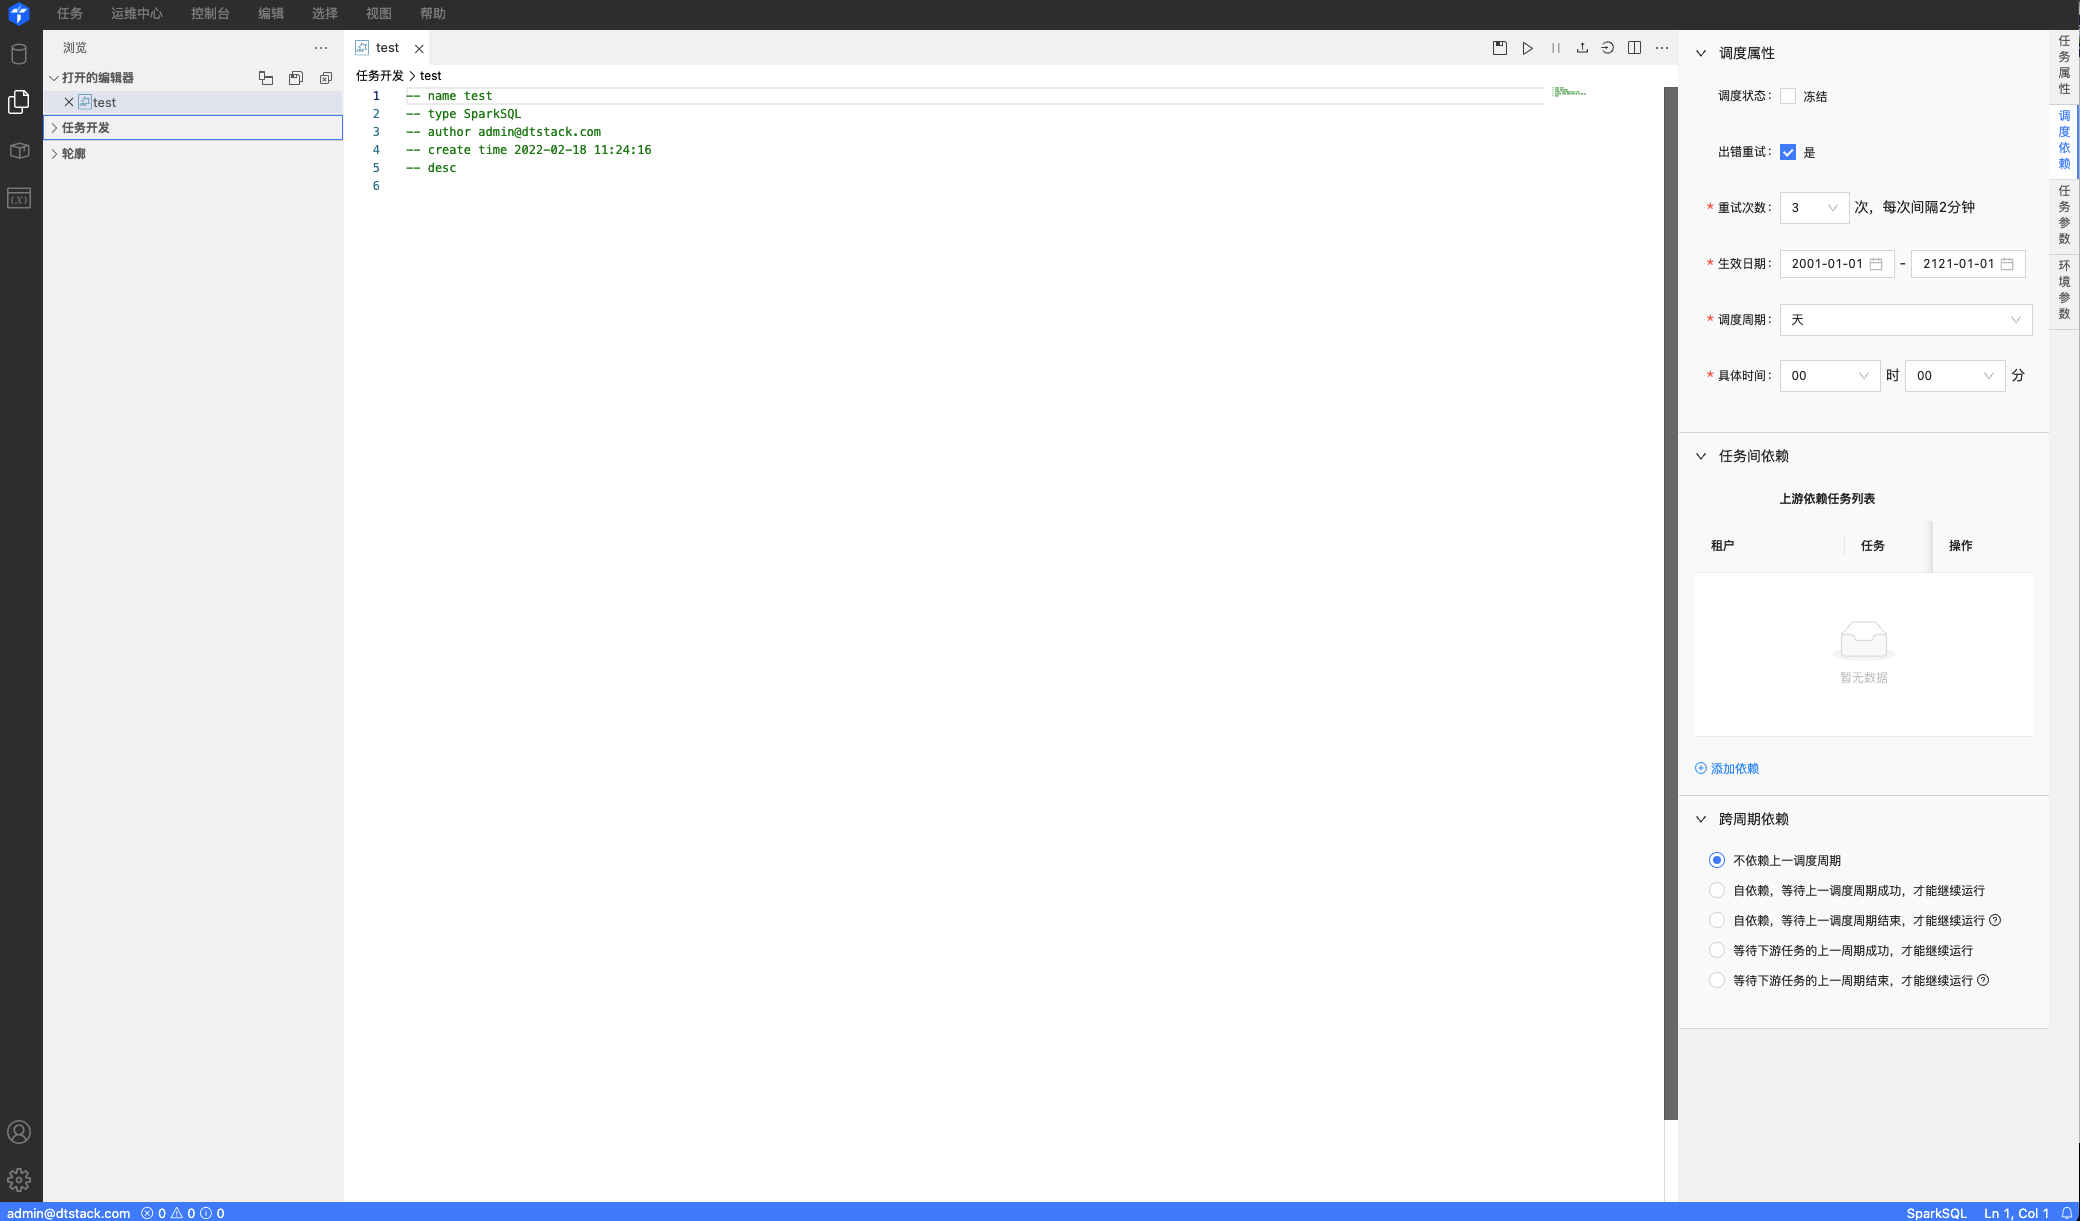 任务 运维中心 控制台 编辑 选择 视图 帮助
浏览
打开的编辑器
test
任务开发
轮廓
test
任务开发 test
1 -- name test
2 -- type SparkSQL
3 -- author admin@dtstack.com
4 -- create time 2022-02-18 11:24:16
5 -- desc
6
调度属性
调度状态： 冻结
出错重试： 是
* 重试次数： 3 次，每次间隔2分钟
* 生效日期： 2001-01-01 - 2121-01-01
* 调度周期： 天
* 具体时间： 00 时 00 分
任务间依赖
上游依赖任务列表
租户 任务 操作
暂无数据
添加依赖
跨周期依赖
不依赖上一调度周期
自依赖，等待上一调度周期成功，才能继续运行
自依赖，等待上一调度周期结束，才能继续运行
等待下游任务的上一周期成功，才能继续运行
等待下游任务的上一周期结束，才能继续运行
任务属性
调度依赖
任务参数
环境参数
admin@dtstack.com 0 0 0
SparkSQL Ln 1, Col 1